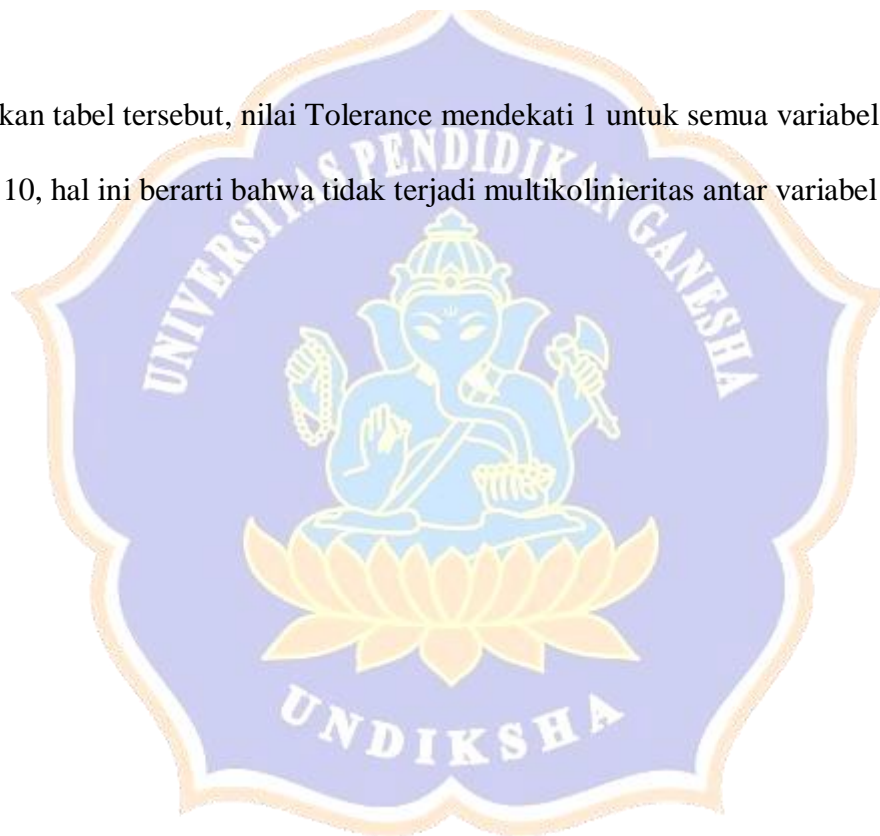 kan tabel tersebut, nilai Tolerance mendekati 1 untuk semua variabel
10, hal ini berarti bahwa tidak terjadi multikolinieritas antar variabel
UNIVERSITAS PENDIDIKAN GANESHA
UNDIKSHA